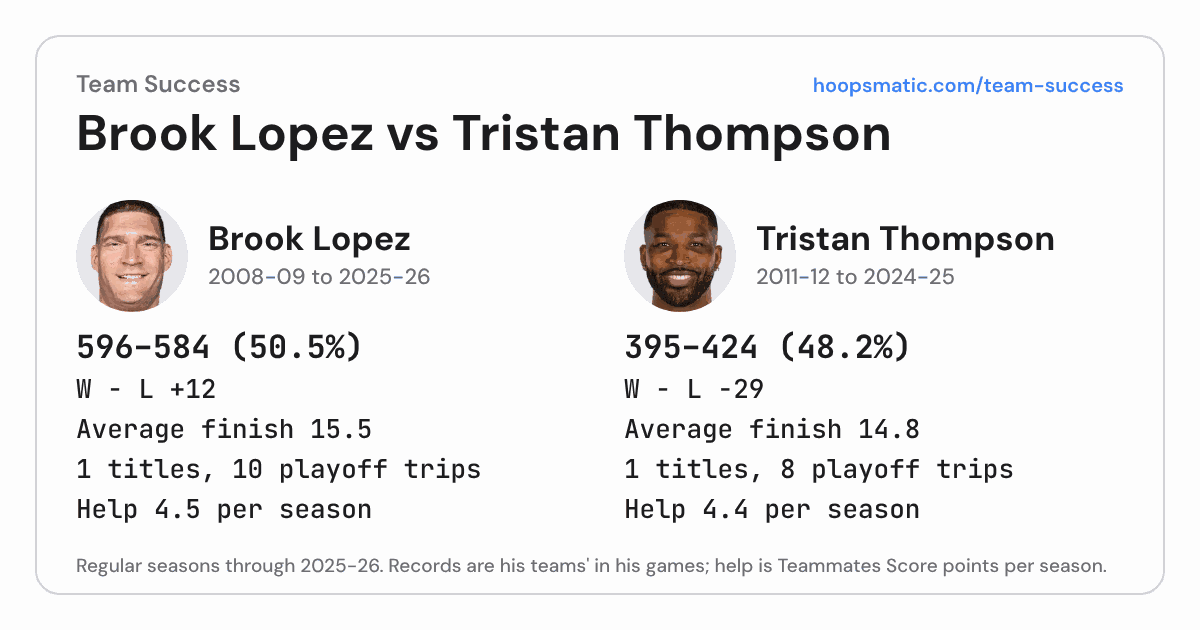 Team Success
hoopsmatic.com/team-success
Brook Lopez vs Tristan Thompson
Brook Lopez
2008-09 to 2025-26
596-584 (50.5%)
W - L +12
Average finish 15.5
1 titles, 10 playoff trips
Help 4.5 per season
Tristan Thompson
2011-12 to 2024-25
395-424 (48.2%)
W - L -29
Average finish 14.8
1 titles, 8 playoff trips
Help 4.4 per season
Regular seasons through 2025-26. Records are his teams' in his games; help is Teammates Score points per season.